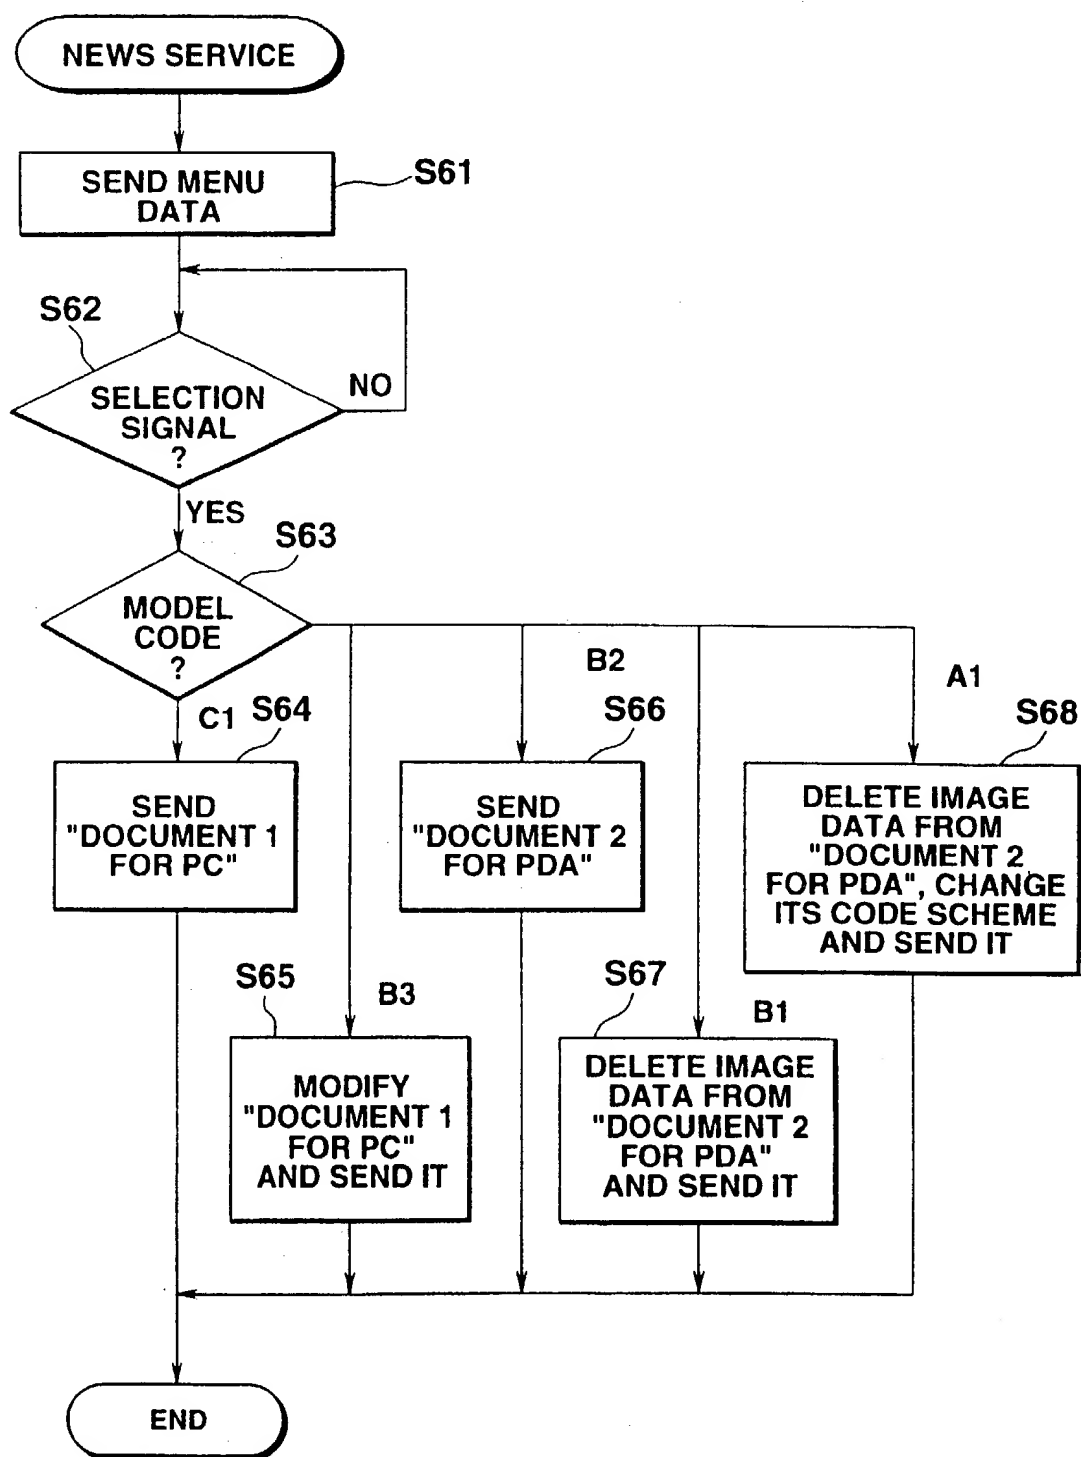 NEWS SERVICE
SEND MENU
DATA
S61
S62
SELECTION
SIGNAL
?
NO
YES
S63
MODEL
CODE
?
C1
B3
B2
B1
A1
S64
SEND
"DOCUMENT 1
FOR PC"
S66
SEND
"DOCUMENT 2
FOR PDA"
S68
DELETE IMAGE
DATA FROM
"DOCUMENT 2
FOR PDA", CHANGE
ITS CODE SCHEME
AND SEND IT
S65
MODIFY
"DOCUMENT 1
FOR PC"
AND SEND IT
S67
DELETE IMAGE
DATA FROM
"DOCUMENT 2
FOR PDA"
AND SEND IT
END